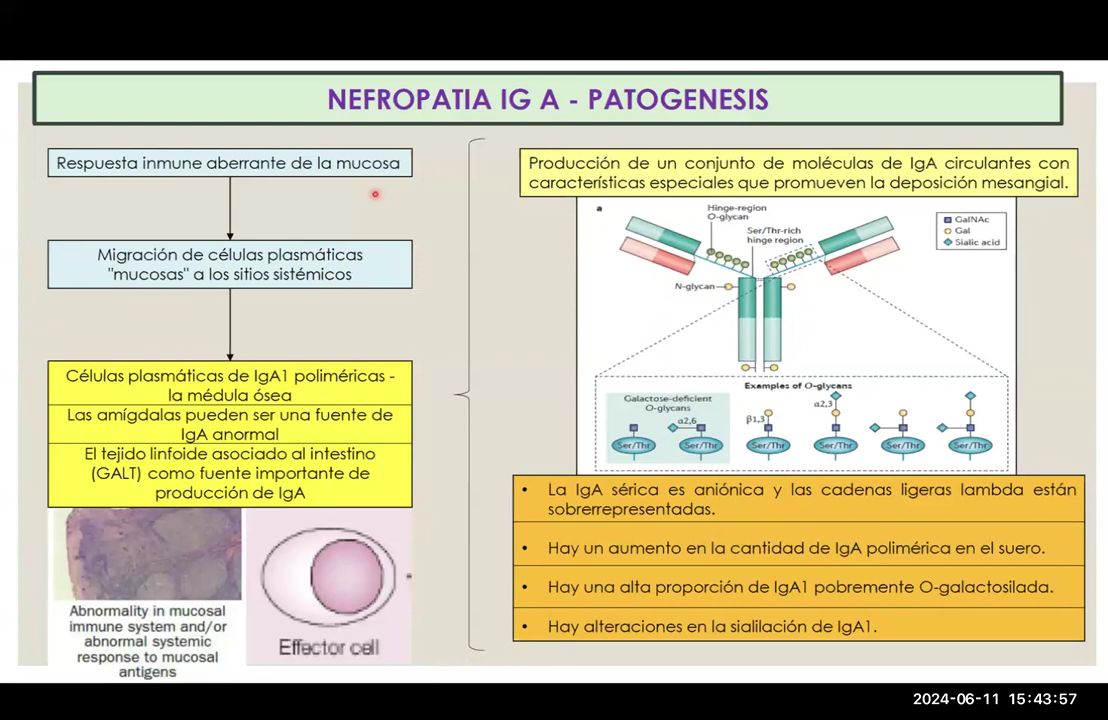 NEFROPATIA IG A - PATOGENESIS
Respuesta inmune aberrante de la mucosa
Migración de células plasmáticas
"mucosas" a los sitios sistémicos
Células plasmáticas de IgA1 poliméricas -
la médula ósea
Las amígdalas pueden ser una fuente de
IgA anormal
El tejido linfoide asociado al intestino
(GALT) como fuente importante de
producción de IgA
Abnormality in mucosal
immune system and/or
abnormal systemic
response to mucosal
antigens
Effector cell
Producción de un conjunto de moléculas de IgA circulantes con
características especiales que promueven la deposición mesangial.
a
Hinge-region
O-glycan
Ser/Thr-rich
hinge region
N-glycan
GalNAc
Gal
Sialic acid
Examples of O-glycans
Galactose-deficient
O-glycans
α2,6
β1,3
α2,3
Ser/Thr
Ser/Thr
Ser/Thr
Ser/Thr
Ser/Thr
Ser/Thr
• La IgA sérica es aniónica y las cadenas ligeras lambda están
sobrerrepresentadas.
• Hay un aumento en la cantidad de IgA polimérica en el suero.
• Hay una alta proporción de IgA1 pobremente O-galactosilada.
• Hay alteraciones en la sialilación de IgA1.
2024-06-11 15:43:57